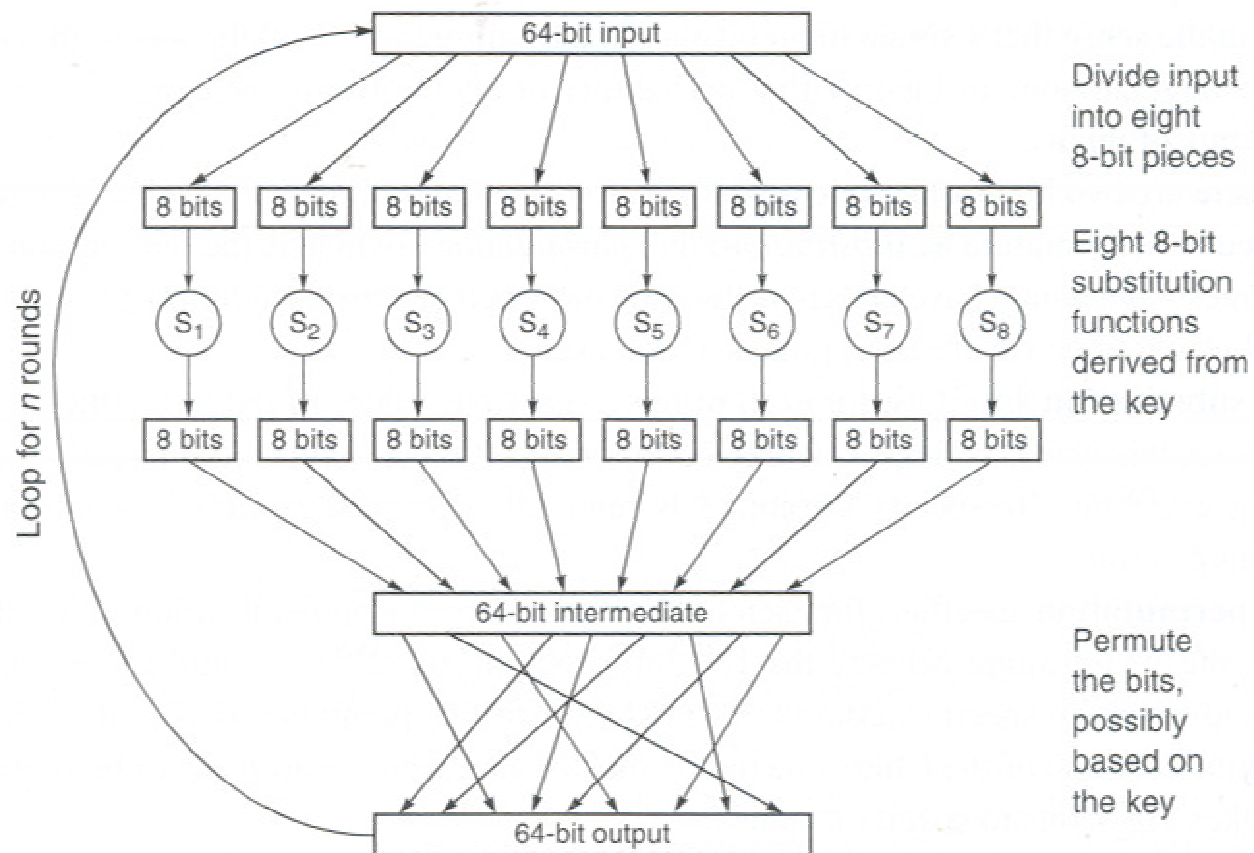 64-bit input
Divide input
into eight
8-bit pieces
8 bits 8 bits 8 bits 8 bits 8 bits 8 bits 8 bits 8 bits
Eight 8-bit
substitution
functions
derived from
the key
S1 S2 S3 S4 S5 S6 S7 S8
8 bits 8 bits 8 bits 8 bits 8 bits 8 bits 8 bits 8 bits
Loop for n rounds
64-bit intermediate
Permute
the bits,
possibly
based on
the key
64-bit output